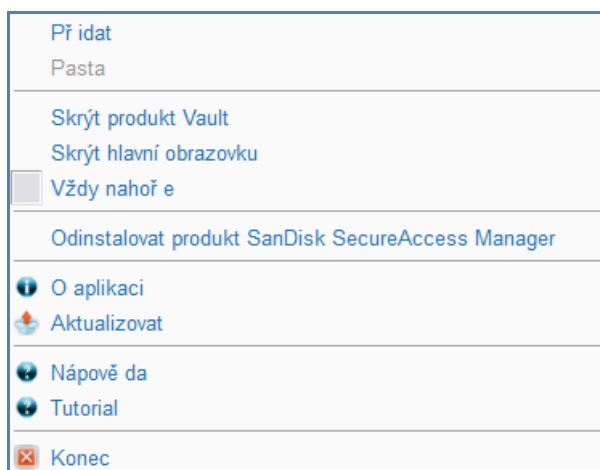 Př idat
Pasta
Skrýt produkt Vault
Skrýt hlavní obrazovku
Vždy nahoř e
Odinstalovat produkt SanDisk SecureAccess Manager
O aplikaci
Aktualizovat
Nápově da
Tutorial
Konec